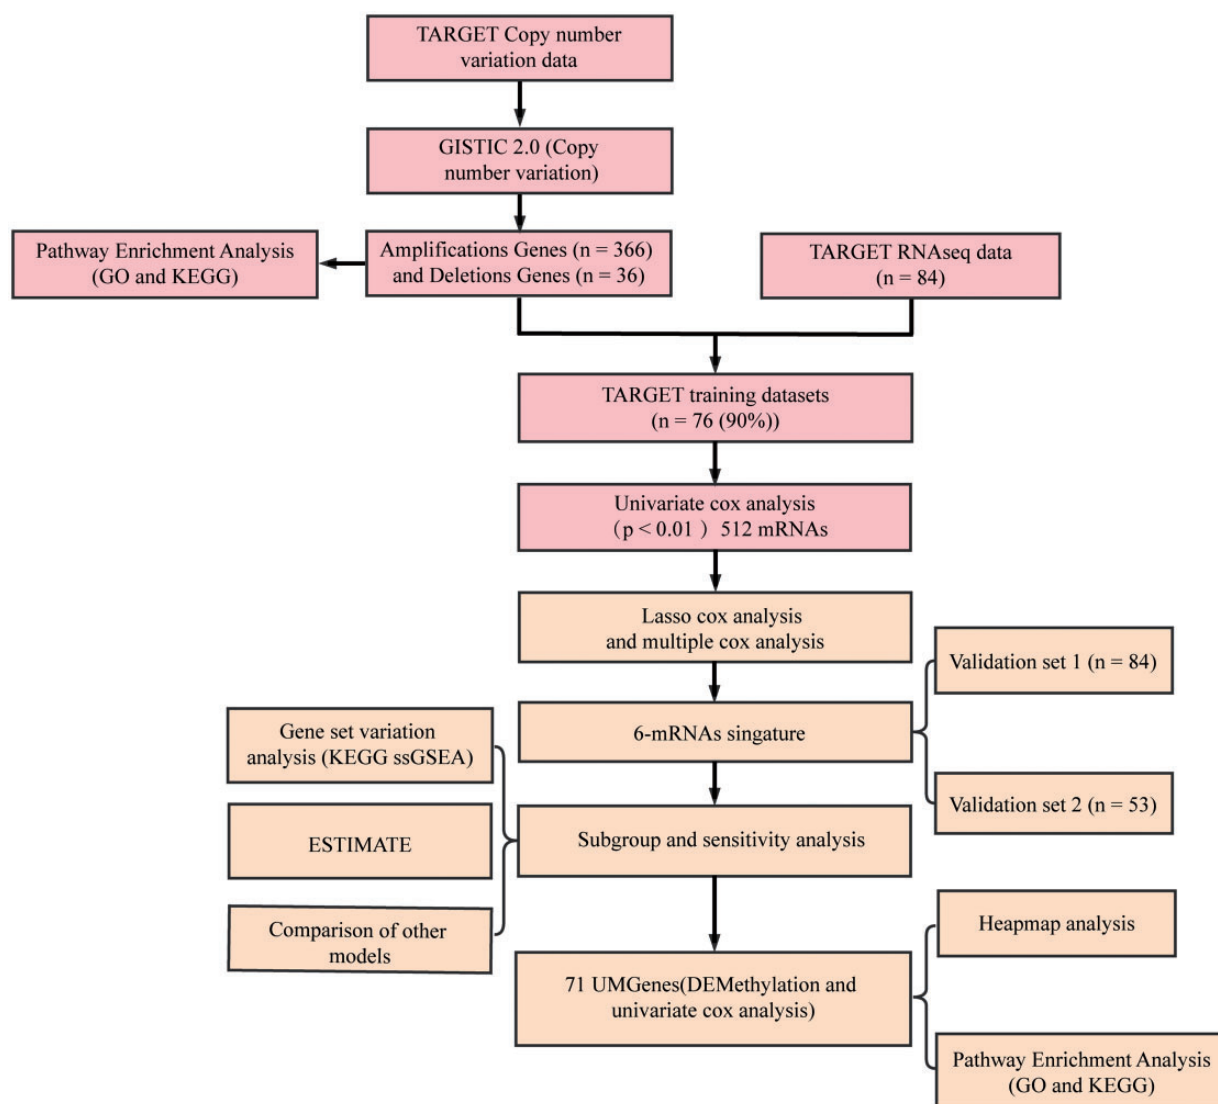 TARGET Copy number
variation data
GISTIC 2.0 (Copy
number variation)
Pathway Enrichment Analysis
(GO and KEGG)
Amplifications Genes (n = 366)
and Deletions Genes (n = 36)
TARGET RNAseq data
(n = 84)
TARGET training datasets
(n = 76 (90%))
Univariate cox analysis
(p < 0.01) 512 mRNAs
Lasso cox analysis
and multiple cox analysis
Validation set 1 (n = 84)
6-mRNAs singature
Gene set variation
analysis (KEGG ssGSEA)
Validation set 2 (n = 53)
Subgroup and sensitivity analysis
ESTIMATE
Comparison of other
models
Heapmap analysis
71 UMGenes(DEMethylation and
univariate cox analysis)
Pathway Enrichment Analysis
(GO and KEGG)